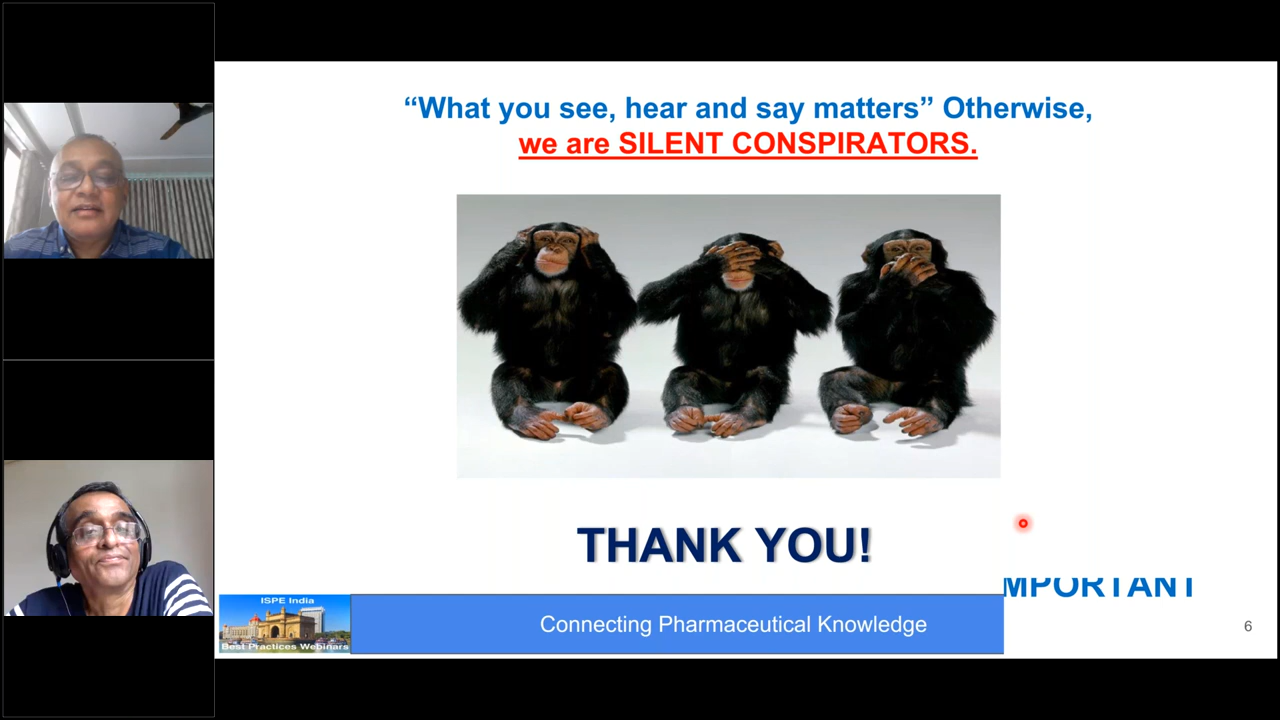 “What you see, hear and say matters” Otherwise,
we are SILENT CONSPIRATORS.
THANK YOU!
MPORTANT
ISPE India
Best Practices Webinars
Connecting Pharmaceutical Knowledge
6